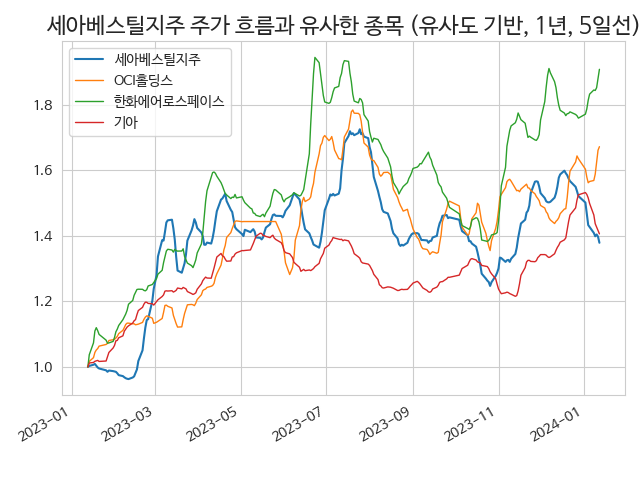 세아베스틸지주 주가 흐름과 유사한 종목 (유사도 기반, 1년, 5일선)
세아베스틸지주
OCI홀딩스
한화에어로스페이스
기아
1.8
1.6
1.4
1.2
1.0
2023-01
2023-03
2023-05
2023-07
2023-09
2023-11
2024-01